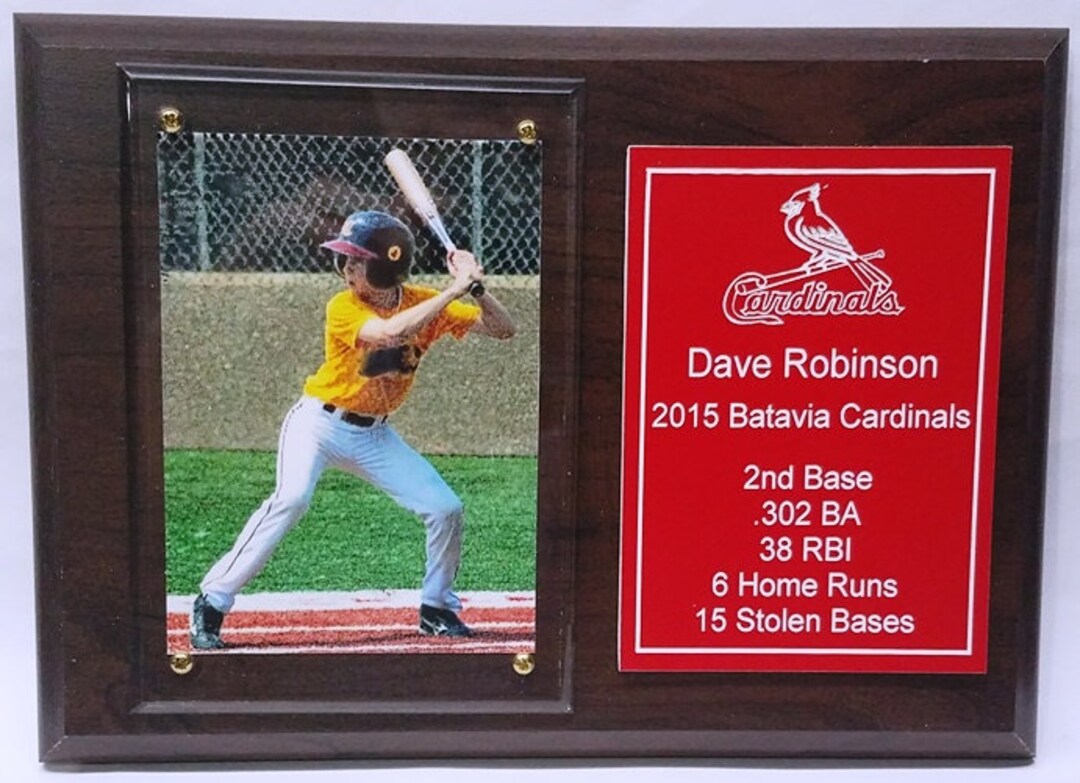 Cardinals
Dave Robinson
2015 Batavia Cardinals
2nd Base
.302 BA
38 RBI
6 Home Runs
15 Stolen Bases